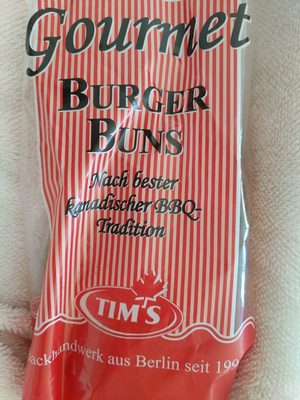 Gourmet
BURGER
BUNS
Nach bester
kanadischer BBQ-
Tradition
TIM'S
aus Berlin seit